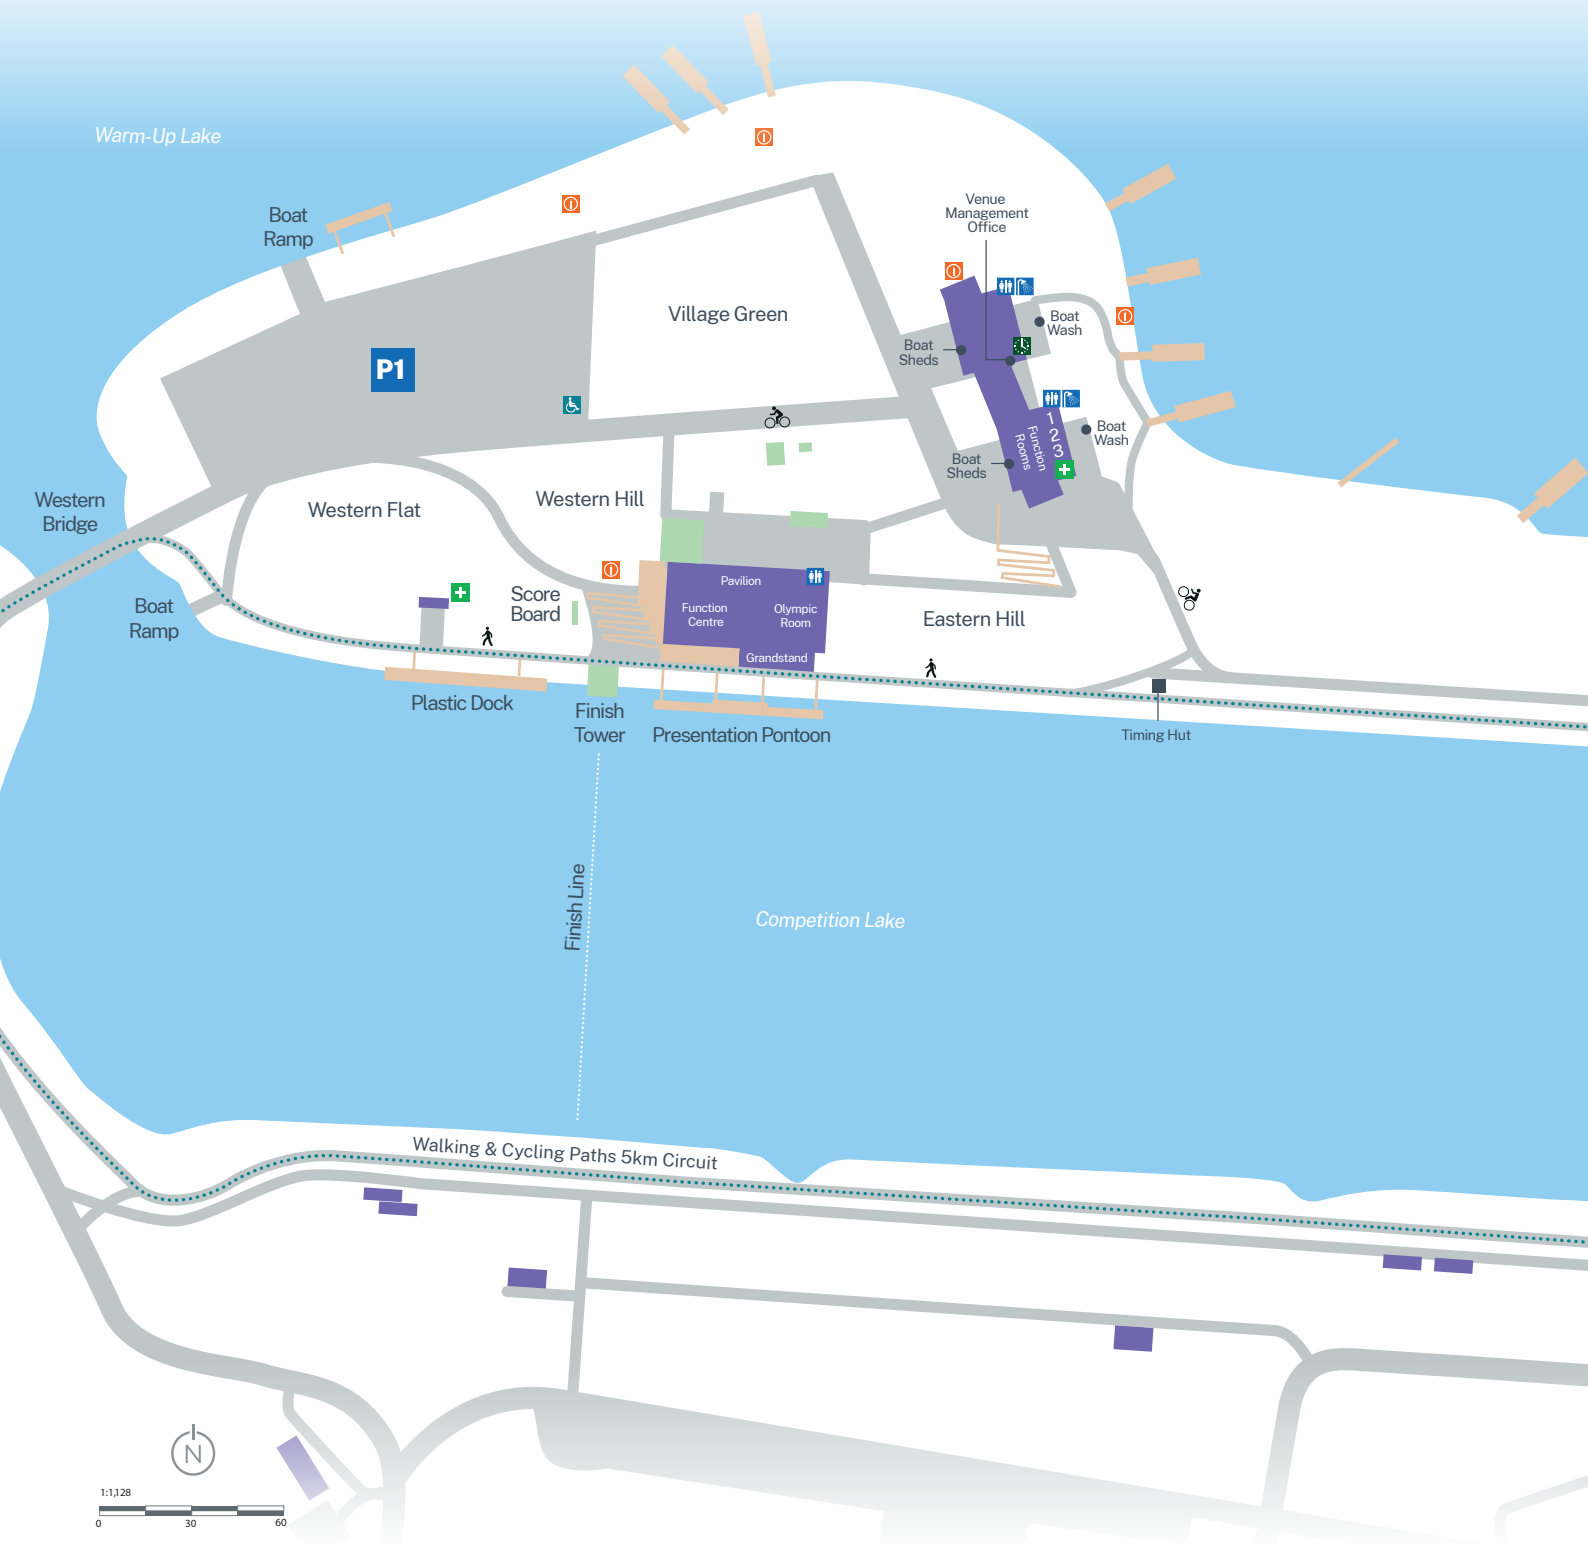 Warm-Up Lake
Boat
Ramp
Venue
Management
Office
Village Green
Boat
Wash
Boat
Sheds
P1
Boat
Wash
1
2
3
Function
Rooms
Boat
Sheds
Western
Bridge
Western Flat
Western Hill
Boat
Ramp
Score
Board
Pavilion
Function
Centre
Olympic
Room
Grandstand
Eastern Hill
Plastic Dock
Finish
Tower
Presentation Pontoon
Timing Hut
Finish Line
Competition Lake
Walking & Cycling Paths 5km Circuit
N
1:1,128
0 30 60